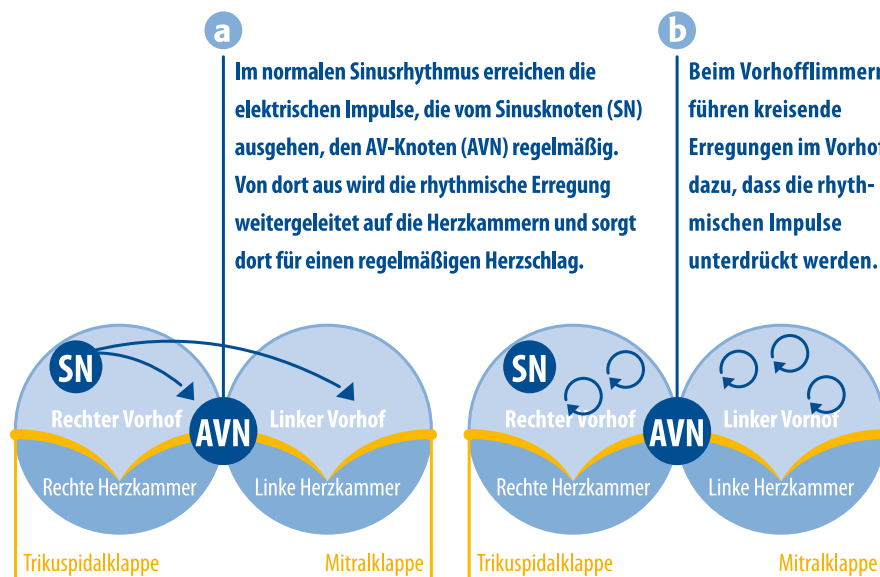 a
Im normalen Sinusrhythmus erreichen die
elektrischen Impulse, die vom Sinusknoten (SN)
ausgehen, den AV-Knoten (AVN) regelmäßig.
Von dort aus wird die rhythmische Erregung
weitergeleitet auf die Herzkammern und sorgt
dort für einen regelmäßigen Herzschlag.
SN
Rechter Vorhof
AVN
Linker Vorhof
Rechte Herzkammer
Linke Herzkammer
Trikuspidalklappe
Mitralklappe
b
Beim Vorhofflimmern
führen kreisende
Erregungen im Vorhof
dazu, dass die rhyth-
mischen Impulse
unterdrückt werden.
SN
Rechter Vorhof
AVN
Linker Vorhof
Rechte Herzkammer
Linke Herzkammer
Trikuspidalklappe
Mitralklappe